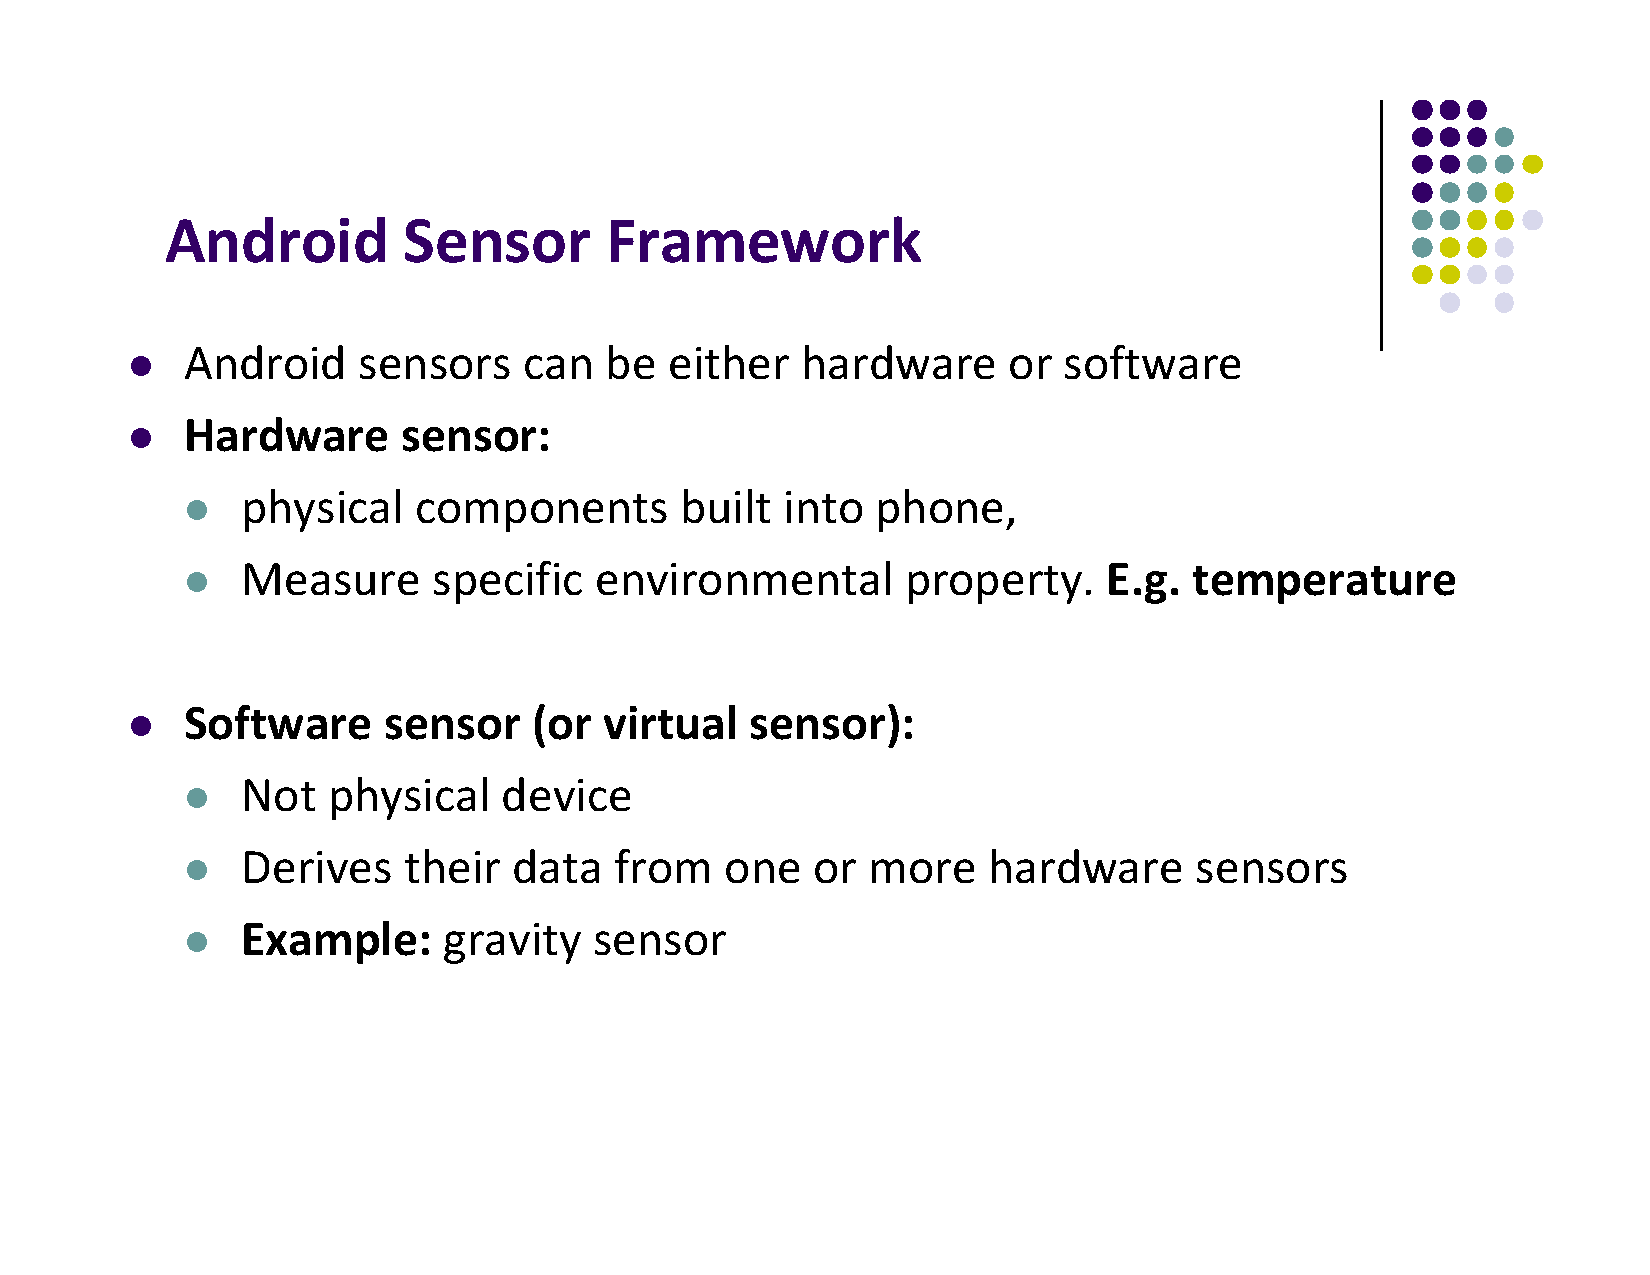 Android Sensor Framework
Android sensors can be either hardware or software
Hardware sensor:
physical components built into phone,
Measure specific environmental property. E.g. temperature
Software sensor (or virtual sensor):
Not physical device
Derives their data from one or more hardware sensors
Example: gravity sensor